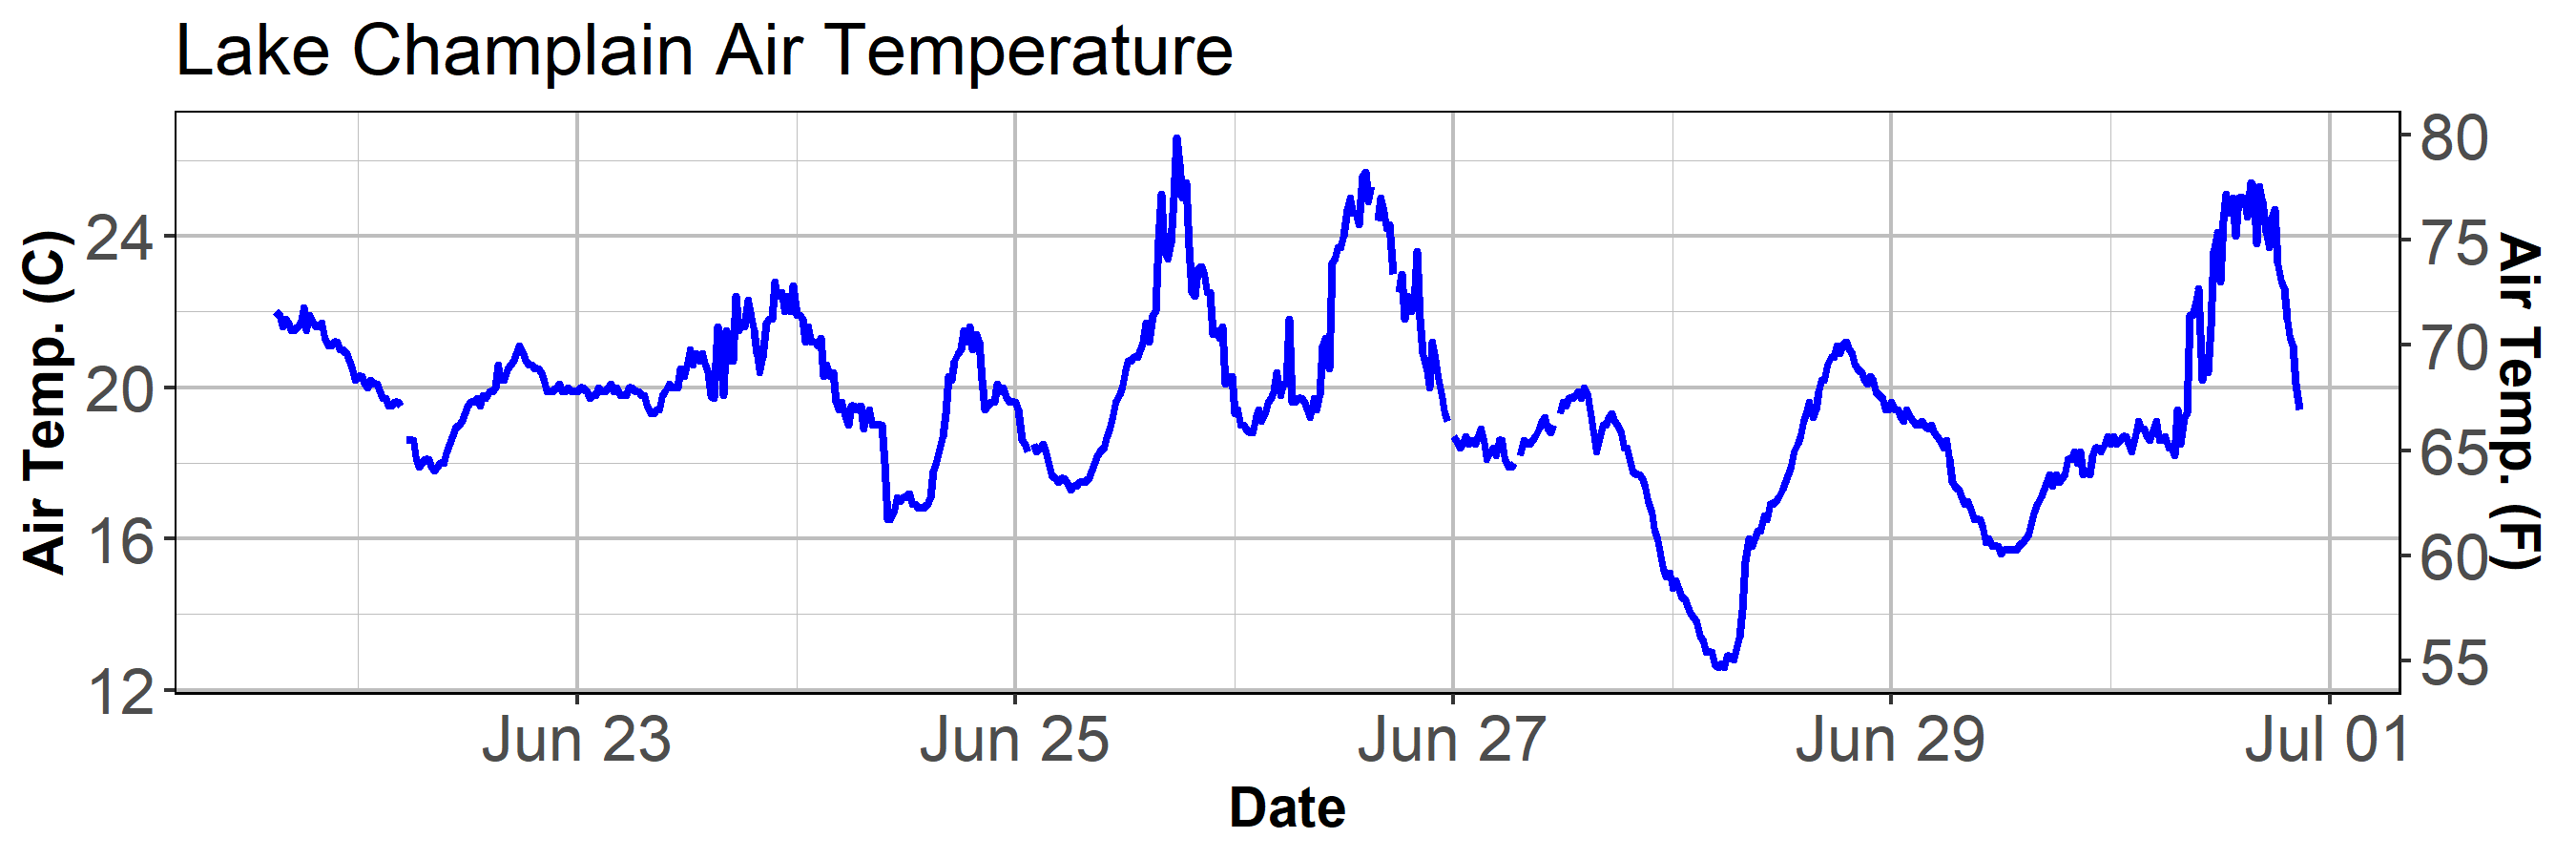 Lake Champlain Air Temperature
Air Temp. (C)
24
20
16
12
80
75
70
65
60
55
Air Temp. (F)
Jun 23
Jun 25
Jun 27
Jun 29
Jul 01
Date